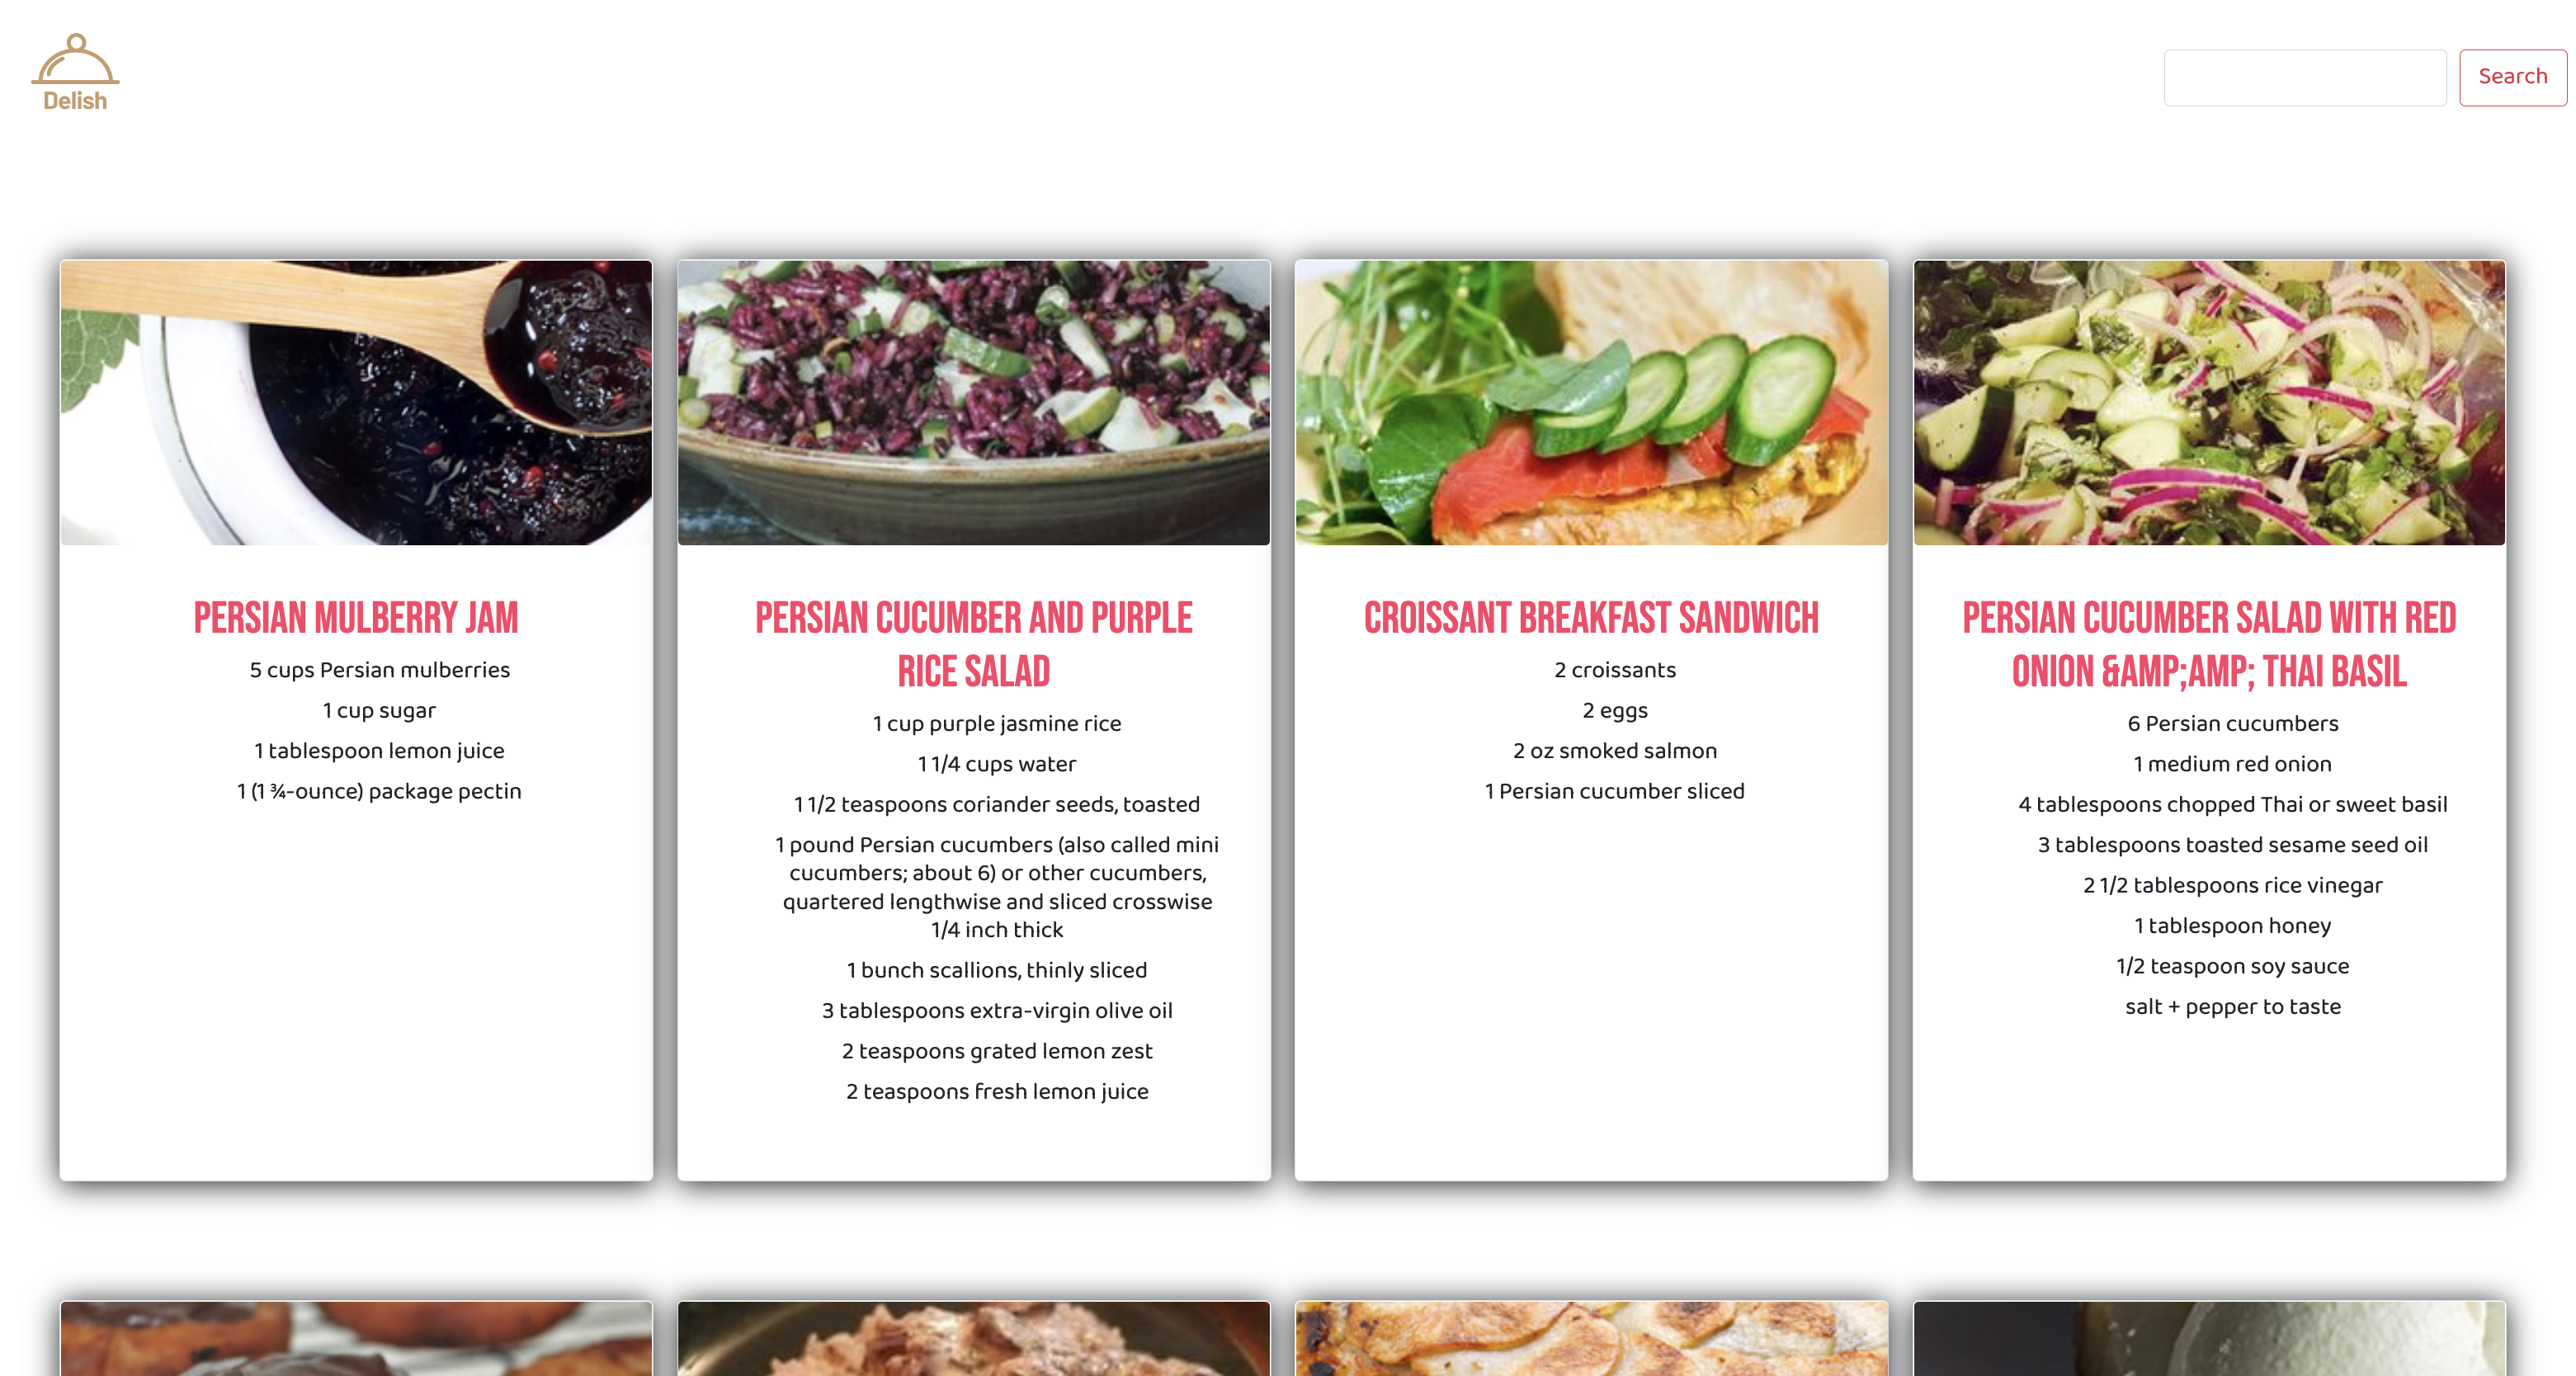 Delish
Search
PERSIAN MULBERRY JAM
5 cups Persian mulberries
1 cup sugar
1 tablespoon lemon juice
1 (1 ¾-ounce) package pectin
PERSIAN CUCUMBER AND PURPLE
RICE SALAD
1 cup purple jasmine rice
1 1/4 cups water
1 1/2 teaspoons coriander seeds, toasted
1 pound Persian cucumbers (also called mini
cucumbers; about 6) or other cucumbers,
quartered lengthwise and sliced crosswise
1/4 inch thick
1 bunch scallions, thinly sliced
3 tablespoons extra-virgin olive oil
2 teaspoons grated lemon zest
2 teaspoons fresh lemon juice
CROISSANT BREAKFAST SANDWICH
2 croissants
2 eggs
2 oz smoked salmon
1 Persian cucumber sliced
PERSIAN CUCUMBER SALAD WITH RED
ONION &AMP;AMP; THAI BASIL
6 Persian cucumbers
1 medium red onion
4 tablespoons chopped Thai or sweet basil
3 tablespoons toasted sesame seed oil
2 1/2 tablespoons rice vinegar
1 tablespoon honey
1/2 teaspoon soy sauce
salt + pepper to taste